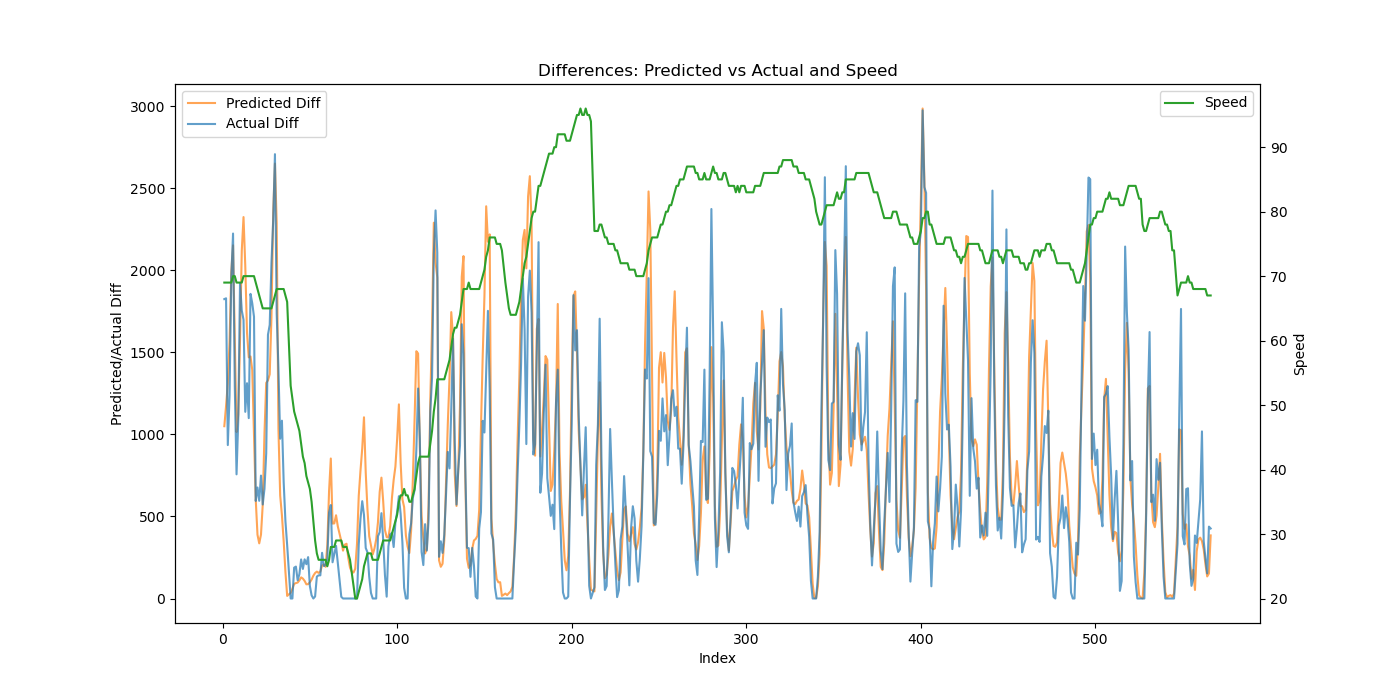 Differences: Predicted vs Actual and Speed
Predicted Diff
Actual Diff
Speed
3000
2500
2000
1500
1000
500
0
Predicted/Actual Diff
90
80
70
60
50
40
30
20
Speed
0 100 200 300 400 500
Index